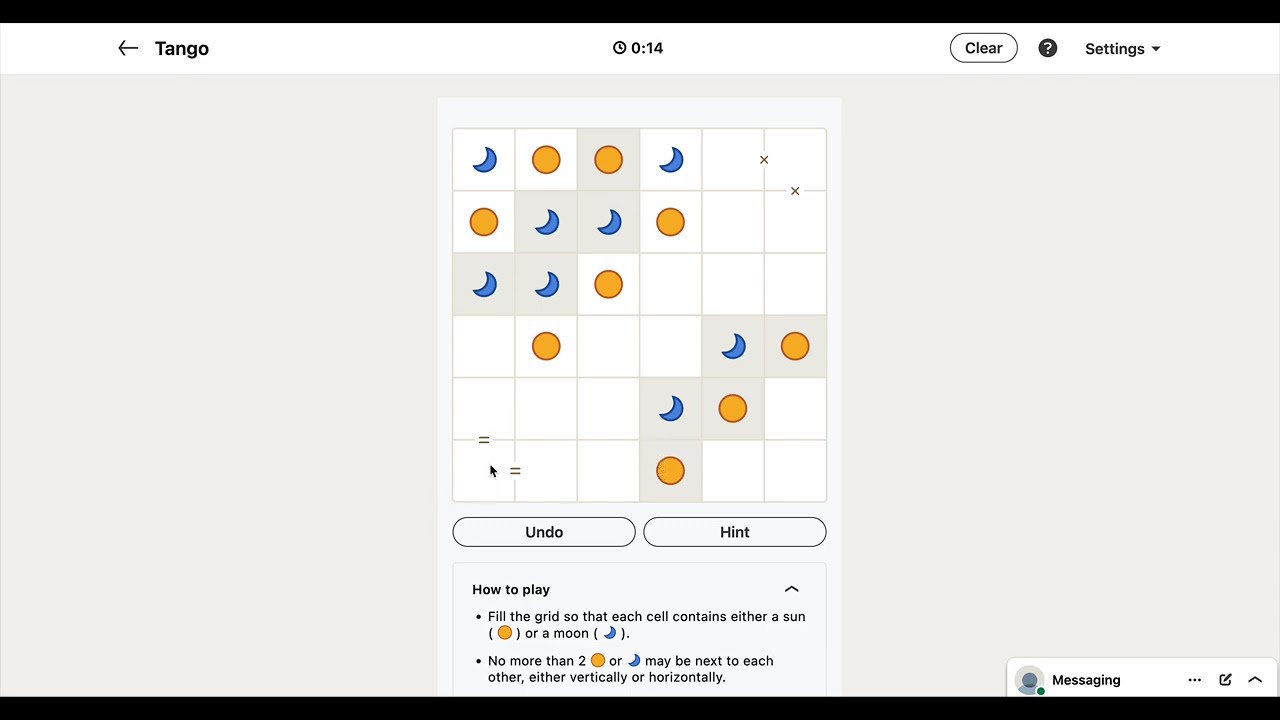 Tango
0:14
Clear
?
Settings
×
×
=
=
Undo
Hint
How to play
• Fill the grid so that each cell contains either a sun
( ) or a moon ( ).
• No more than 2 or may be next to each
other, either vertically or horizontally.
Messaging